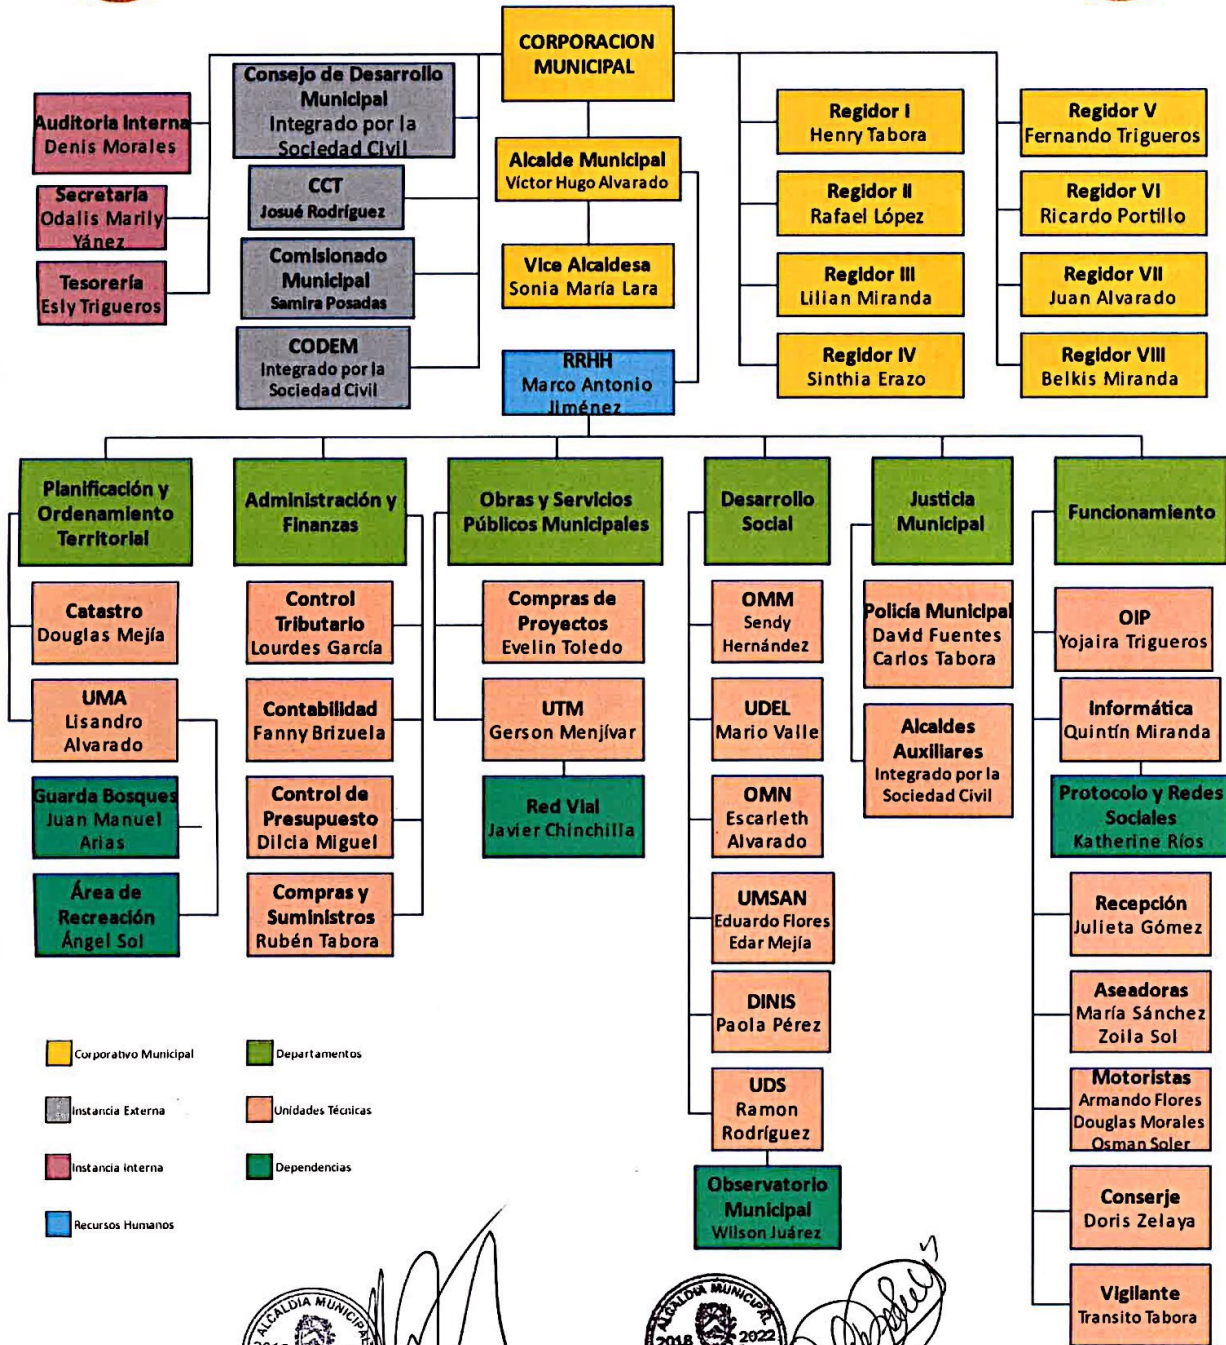 CORPORACION
MUNICIPAL
Auditoria Interna
Denis Morales
Secretaría
Odalis Marily
Yánez
Tesorería
Esly Trigueros
Consejo de Desarrollo
Municipal
Integrado por la
Sociedad Civil
CCT
Josué Rodríguez
Comisionado
Municipal
Samira Posadas
CODEM
Integrado por la
Sociedad Civil
Alcalde Municipal
Víctor Hugo Alvarado
Vice Alcaldesa
Sonia María Lara
RRHH
Marco Antonio
Jiménez
Regidor I
Henry Tabora
Regidor II
Rafael López
Regidor III
Lilian Miranda
Regidor IV
Sinthia Erazo
Regidor V
Fernando Trigueros
Regidor VI
Ricardo Portillo
Regidor VII
Juan Alvarado
Regidor VIII
Belkis Miranda
Planificación y
Ordenamiento
Territorial
Catastro
Douglas Mejía
UMA
Lisandro
Alvarado
Guarda Bosques
Juan Manuel
Arias
Área de
Recreación
Ángel Sol
Administración y
Finanzas
Control
Tributario
Lourdes García
Contabilidad
Fanny Brizuela
Control de
Presupuesto
Dilcia Miguel
Compras y
Suministros
Rubén Tabora
Obras y Servicios
Públicos Municipales
Compras de
Proyectos
Evelin Toledo
UTM
Gerson Menjívar
Red Vial
Javier Chinchilla
Desarrollo
Social
OMM
Sendy
Hernández
UDEL
Mario Valle
OMN
Escarleth
Alvarado
UMSAN
Eduardo Flores
Edar Mejía
DINIS
Paola Pérez
UDS
Ramon
Rodríguez
Observatorio
Municipal
Wilson Juárez
Justicia
Municipal
Policía Municipal
David Fuentes
Carlos Tabora
Alcaldes
Auxiliares
Integrado por la
Sociedad Civil
Funcionamiento
OIP
Yojaira Trigueros
Informática
Quintín Miranda
Protocolo y Redes
Sociales
Katherine Ríos
Recepción
Julieta Gómez
Aseadoras
María Sánchez
Zoila Sol
Motoristas
Armando Flores
Douglas Morales
Osman Soler
Conserje
Doris Zelaya
Vigilante
Transito Tabora
Corporativo Municipal
Instancia Externa
Instancia Interna
Recursos Humanos
Departamentos
Unidades Técnicas
Dependencias
ALCALDIA MUNICIPAL
2018
ALCALDIA MUNICIPAL
2018 2022